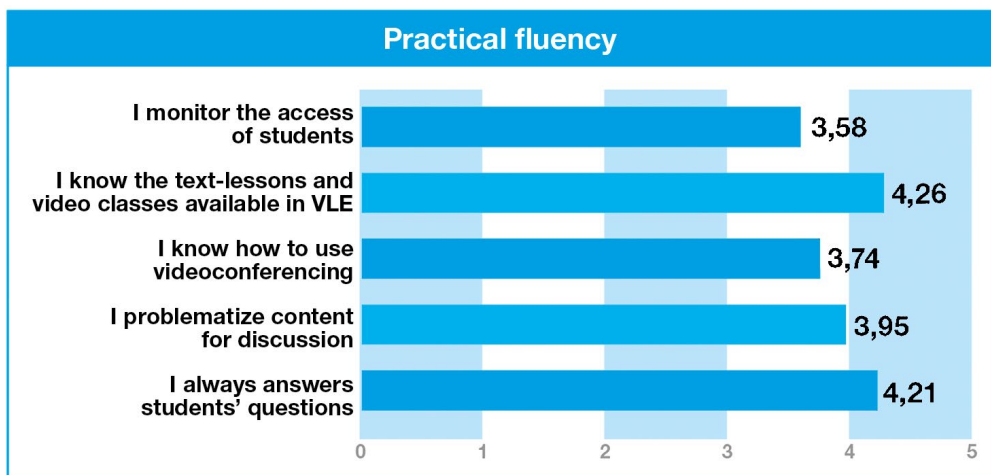 Practical fluency
I monitor the access
of students
3,58
I know the text-lessons and
video classes available in VLE
4,26
I know how to use
videoconferencing
3,74
I problematize content
for discussion
3,95
I always answers
students’ questions
4,21
0 1 2 3 4 5